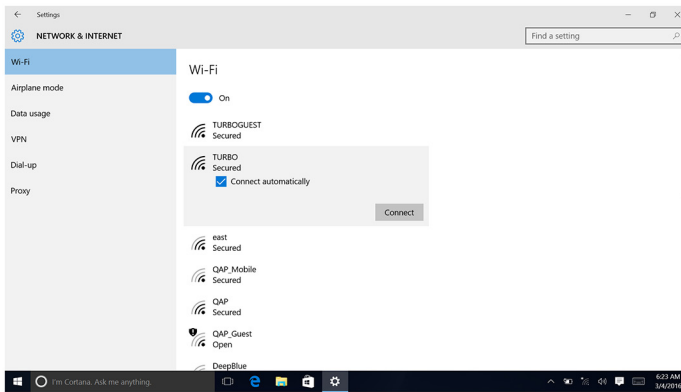 Settings
NETWORK & INTERNET
Find a setting
Wi-Fi
Airplane mode
Data usage
VPN
Dial-up
Proxy
Wi-Fi
On
TURBOGUEST
Secured
TURBO
Secured
Connect automatically
Connect
east
Secured
QAP_Mobile
Secured
QAP
Secured
QAP_Guest
Open
DeepBlue
I'm Cortana. Ask me anything.
6:23 AM
3/4/2016